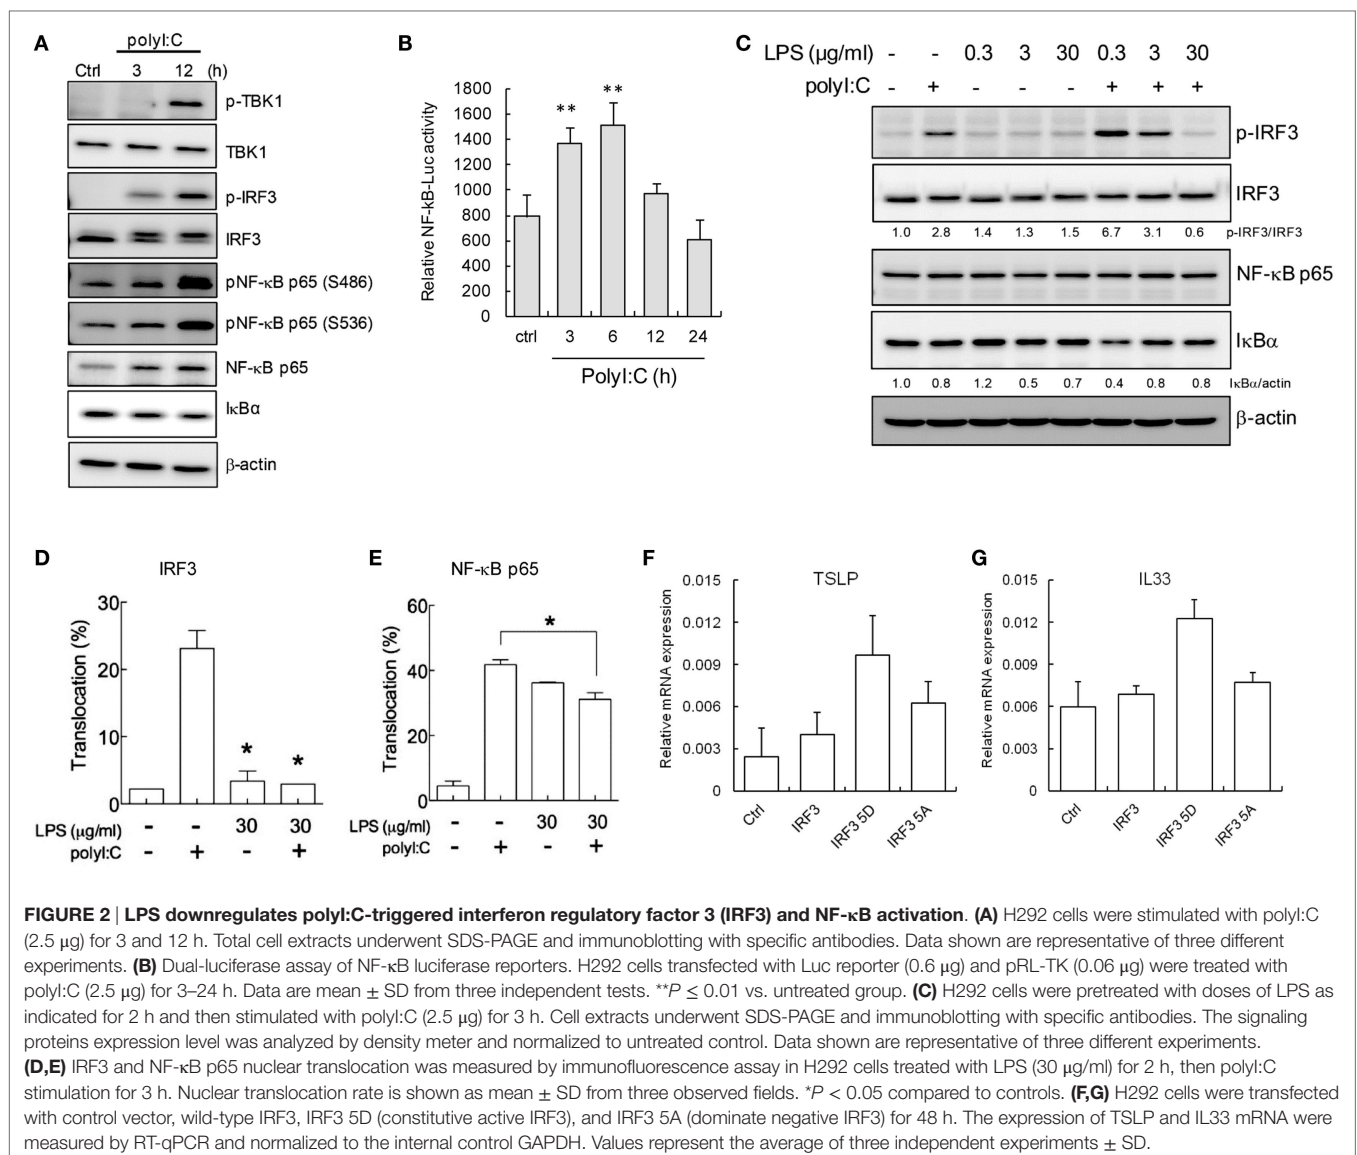 A
polyI:C
Ctrl 3 12 (h)
p-TBK1
TBK1
p-IRF3
IRF3
pNF-κB p65 (S486)
pNF-κB p65 (S536)
NF-κB p65
IκBα
β-actin
B
Relative NF-kB-Luc activity
1800
1600
1400
1200
1000
800
600
400
200
0
** **
ctrl 3 6 12 24
PolyI:C (h)
C
LPS (μg/ml) - - 0.3 3 30 0.3 3 30
polyI:C - + - - - + + +
p-IRF3
IRF3
1.0 2.8 1.4 1.3 1.5 6.7 3.1 0.6 p-IRF3/IRF3
NF-κB p65
IκBα
1.0 0.8 1.2 0.5 0.7 0.4 0.8 0.8 IκBα/actin
β-actin
D
IRF3
Translocation (%)
30
20
10
0
* *
LPS (μg/ml) - - 30 30
polyI:C - + - +
E
NF-κB p65
Translocation (%)
60
40
20
0
*
LPS (μg/ml) - - 30 30
polyI:C - + - +
F
TSLP
Relative mRNA expression
0.015
0.012
0.009
0.006
0.003
0
Ctrl IRF3 IRF3 5D IRF3 5A
G
IL33
Relative mRNA expression
0.015
0.012
0.009
0.006
0.003
0
Ctrl IRF3 IRF3 5D IRF3 5A
FIGURE 2 | LPS downregulates polyI:C-triggered interferon regulatory factor 3 (IRF3) and NF-κB activation. (A) H292 cells were stimulated with polyI:C
(2.5 μg) for 3 and 12 h. Total cell extracts underwent SDS-PAGE and immunoblotting with specific antibodies. Data shown are representative of three different
experiments. (B) Dual-luciferase assay of NF-κB luciferase reporters. H292 cells transfected with Luc reporter (0.6 μg) and pRL-TK (0.06 μg) were treated with
polyI:C (2.5 μg) for 3–24 h. Data are mean ± SD from three independent tests. **P ≤ 0.01 vs. untreated group. (C) H292 cells were pretreated with doses of LPS as
indicated for 2 h and then stimulated with polyI:C (2.5 μg) for 3 h. Cell extracts underwent SDS-PAGE and immunoblotting with specific antibodies. The signaling
proteins expression level was analyzed by density meter and normalized to untreated control. Data shown are representative of three different experiments.
(D,E) IRF3 and NF-κB p65 nuclear translocation was measured by immunofluorescence assay in H292 cells treated with LPS (30 μg/ml) for 2 h, then polyI:C
stimulation for 3 h. Nuclear translocation rate is shown as mean ± SD from three observed fields. *P < 0.05 compared to controls. (F,G) H292 cells were transfected
with control vector, wild-type IRF3, IRF3 5D (constitutive active IRF3), and IRF3 5A (dominate negative IRF3) for 48 h. The expression of TSLP and IL33 mRNA were
measured by RT-qPCR and normalized to the internal control GAPDH. Values represent the average of three independent experiments ± SD.